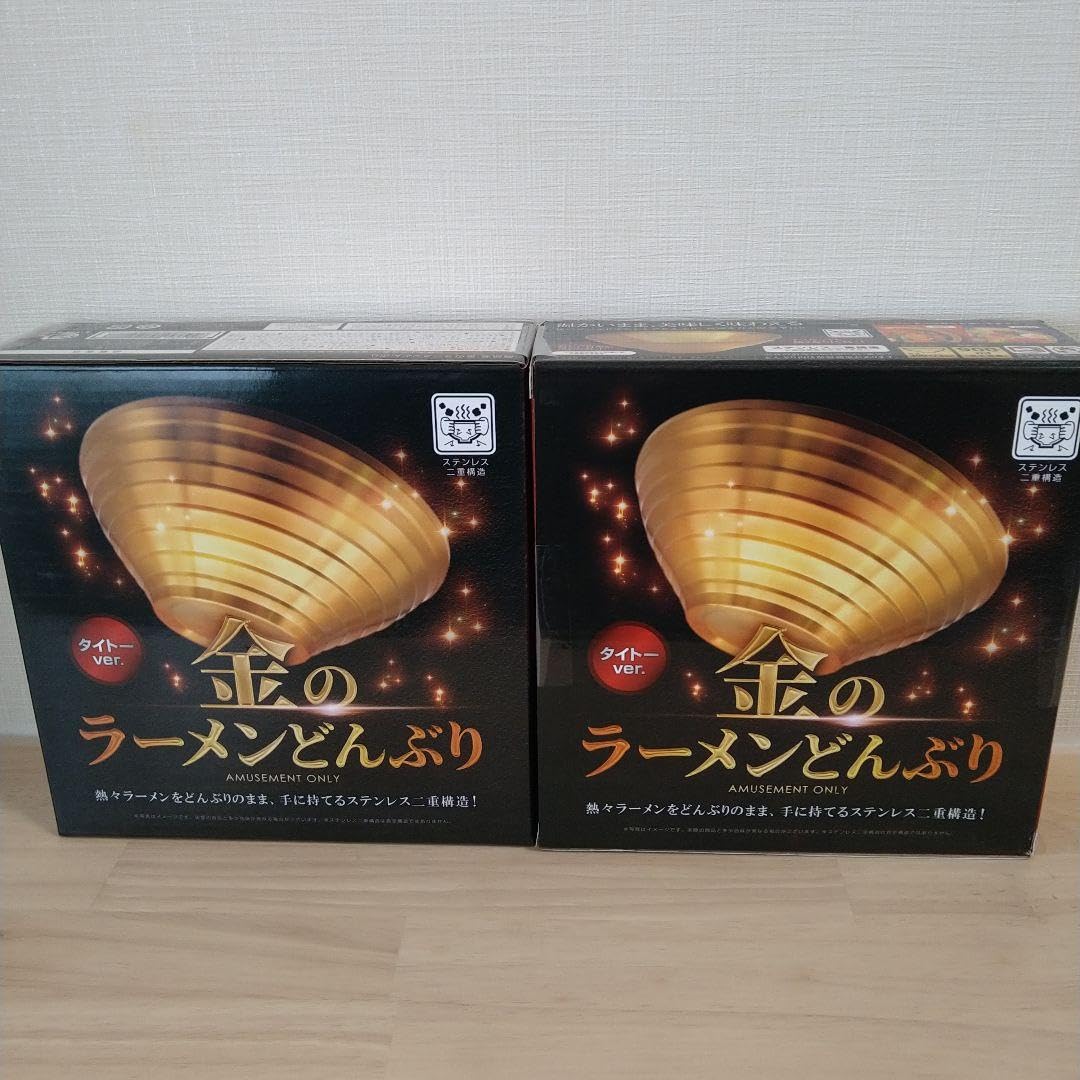 ステンレス
二重構造
タイトー
ver.
金の
ラーメンどんぶり
AMUSEMENT ONLY
熱々ラーメンをどんぶりのまま、手に持てるステンレス二重構造!
ステンレス
二重構造
タイトー
ver.
金の
ラーメンどんぶり
AMUSEMENT ONLY
熱々ラーメンをどんぶりのまま、手に持てるステンレス二重構造!